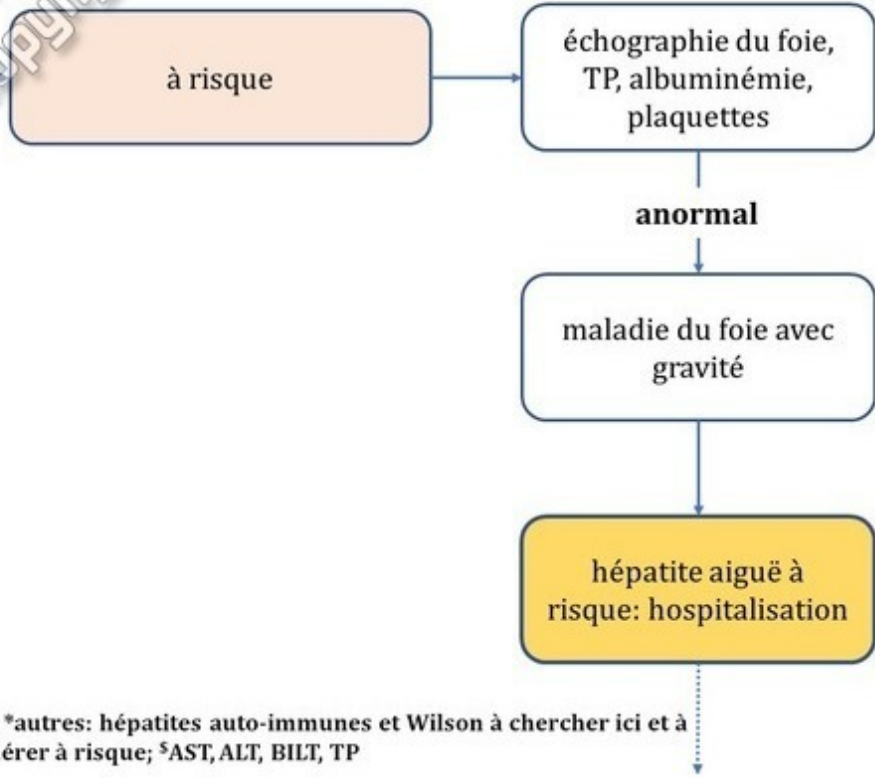 à risque
échographie du foie,
TP, albuminémie,
plaquettes
anormal
maladie du foie avec
gravité
hépatite aiguë à
risque: hospitalisation
*autres: hépatites auto-immunes et Wilson à chercher ici et à
érer à risque; $AST, ALT, BILT, TP